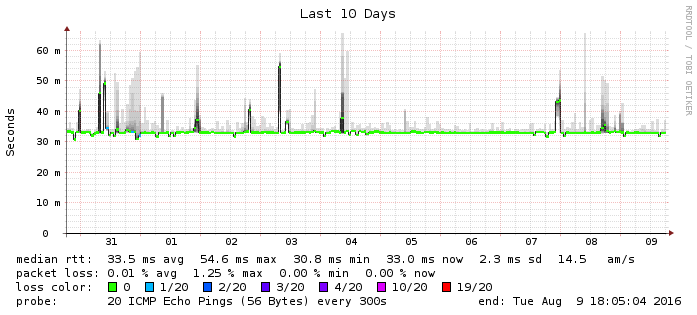 Last 10 Days
RRDTOOL / TOBI OETIKER
Seconds
60 m
50 m
40 m
30 m
20 m
10 m
0
31 01 02 03 04 05 06 07 08 09
median rtt: 33.5 ms avg 54.6 ms max 30.8 ms min 33.0 ms now 2.3 ms sd 14.5 am/s
packet loss: 0.01 % avg 1.25 % max 0.00 % min 0.00 % now
loss color: 0 1/20 2/20 3/20 4/20 10/20 19/20
probe: 20 ICMP Echo Pings (56 Bytes) every 300s end: Tue Aug 9 18:05:04 2016